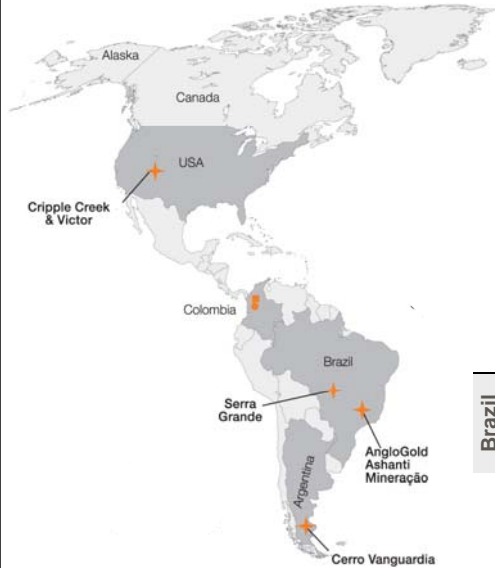 Alaska
Canada
USA
Cripple Creek
& Victor
Colombia
Brazil
Serra
Grande
AngloGold
Ashanti
Mineração
Argentina
Cerro Vanguardia
Brazil